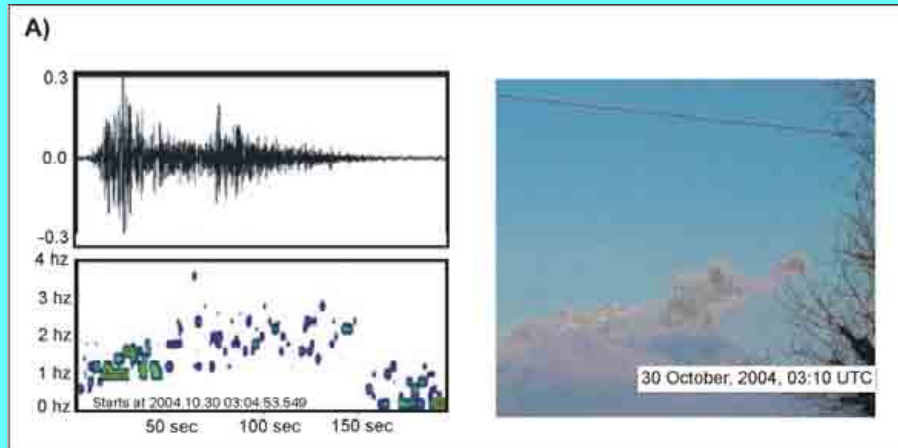 A)
0.3
0.0
-0.3
4 hz
3 hz
2 hz
1 hz
0 hz
Starts at 2004.10.30 03:04:53.549
50 sec 100 sec 150 sec
30 October, 2004, 03:10 UTC